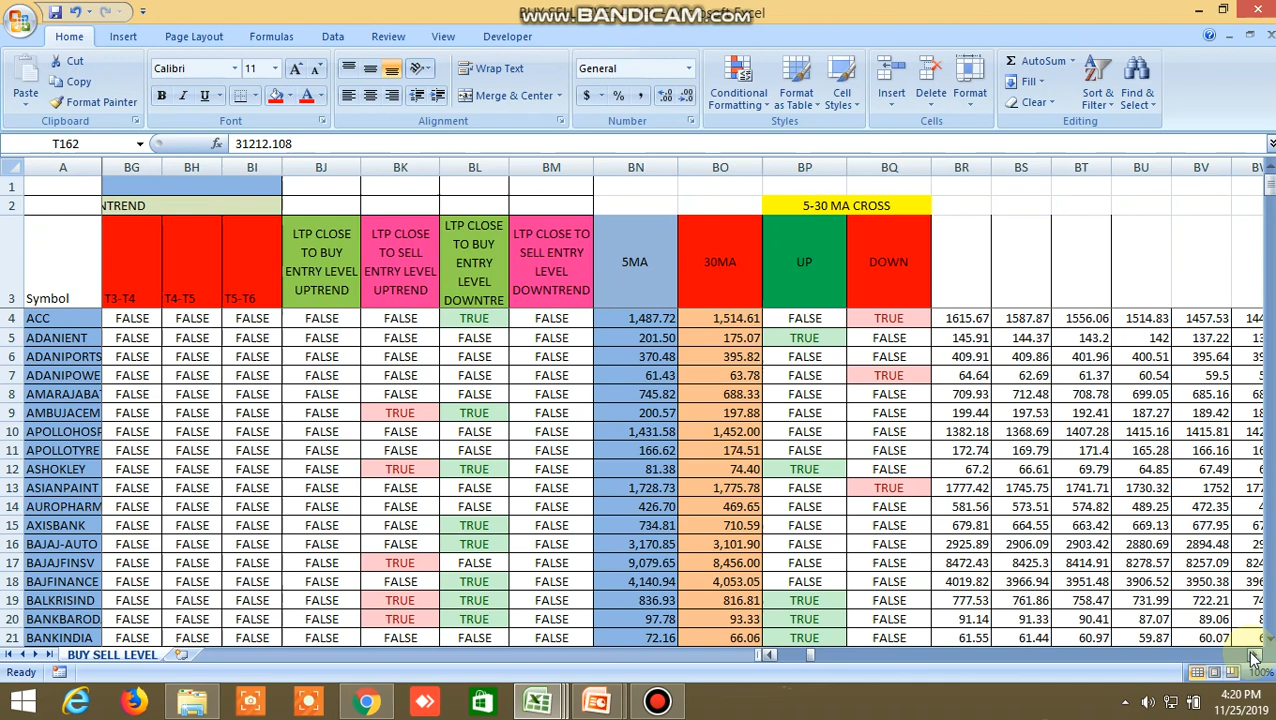 www.BANDICAM.com
Home Insert Page Layout Formulas Data Review View Developer
Paste Cut Copy Format Painter Clipboard
Calibri 11 B I U Font
Wrap Text Merge & Center Alignment
General $ % , Number
Conditional Formatting Format as Table Cell Styles Styles
Insert Delete Format Cells
AutoSum Fill Clear Sort & Filter Find & Select Editing
T162 fx 31212.108
A BG BH BI BJ BK BL BM BN BO BP BQ BR BS BT BU BV
1
2 NTREND 5-30 MA CROSS
3 Symbol T3-T4 T4-T5 T5-T6 LTP CLOSE TO BUY ENTRY LEVEL UPTREND LTP CLOSE TO SELL ENTRY LEVEL UPTREND LTP CLOSE TO BUY ENTRY LEVEL DOWNTRE LTP CLOSE TO SELL ENTRY LEVEL DOWNTREND 5MA 30MA UP DOWN
4 ACC FALSE FALSE FALSE FALSE FALSE TRUE FALSE 1,487.72 1,514.61 FALSE TRUE 1615.67 1587.87 1556.06 1514.83 1457.53
5 ADANIENT FALSE FALSE FALSE FALSE FALSE FALSE FALSE 201.50 175.07 TRUE FALSE 145.91 144.37 143.2 142 137.22
6 ADANIPORTS FALSE FALSE FALSE FALSE FALSE FALSE FALSE 370.48 395.82 FALSE FALSE 409.91 409.86 401.96 400.51 395.64
7 ADANIPOWE FALSE FALSE FALSE FALSE FALSE FALSE FALSE 61.43 63.78 FALSE TRUE 64.64 62.69 61.37 60.54 59.5
8 AMARAJABA FALSE FALSE FALSE FALSE FALSE FALSE FALSE 745.82 688.33 FALSE FALSE 709.93 712.48 708.78 699.05 685.16
9 AMBUJACEM FALSE FALSE FALSE FALSE TRUE TRUE FALSE 200.57 197.88 FALSE FALSE 199.44 197.53 192.41 187.27 189.42
10 APOLLOHOSP FALSE FALSE FALSE FALSE FALSE FALSE FALSE 1,431.58 1,452.00 FALSE FALSE 1382.18 1368.69 1407.28 1415.16 1415.81
11 APOLLOTYRE FALSE FALSE FALSE FALSE FALSE FALSE FALSE 166.62 174.51 FALSE FALSE 172.74 169.79 171.4 165.28 166.16
12 ASHOKLEY FALSE FALSE FALSE FALSE TRUE TRUE FALSE 81.38 74.40 TRUE FALSE 67.2 66.61 69.79 64.85 67.49
13 ASIANPAINT FALSE FALSE FALSE FALSE FALSE FALSE FALSE 1,728.73 1,775.78 FALSE TRUE 1777.42 1745.75 1741.71 1730.32 1752
14 AUROPHARM FALSE FALSE FALSE FALSE FALSE FALSE FALSE 426.70 469.65 FALSE FALSE 581.56 573.51 574.82 489.25 472.35
15 AXISBANK FALSE FALSE FALSE FALSE FALSE TRUE FALSE 734.81 710.59 FALSE FALSE 679.81 664.55 663.42 669.13 677.95
16 BAJAJ-AUTO FALSE FALSE FALSE FALSE FALSE TRUE FALSE 3,170.85 3,101.90 FALSE FALSE 2925.89 2906.09 2903.42 2880.69 2894.48
17 BAJAJFINSV FALSE FALSE FALSE FALSE TRUE FALSE FALSE 9,079.65 8,456.00 FALSE FALSE 8472.43 8425.3 8339.41 8278.57 8257.09
18 BAJFINANCE FALSE FALSE FALSE FALSE FALSE TRUE FALSE 4,140.94 4,053.05 FALSE FALSE 4019.82 3966.94 3951.48 3906.52 3950.38
19 BALKRISIND FALSE FALSE FALSE FALSE TRUE TRUE FALSE 836.93 816.81 TRUE FALSE 777.53 761.86 758.47 731.99 722.21
20 BANKBAROD FALSE FALSE FALSE FALSE TRUE TRUE FALSE 97.78 93.33 TRUE FALSE 91.14 91.33 90.41 87.07 89.06
21 BANKINDIA FALSE FALSE FALSE FALSE FALSE FALSE FALSE 72.16 66.06 TRUE FALSE 61.55 61.44 60.97 59.87 60.07
BUY SELL LEVEL
Ready 100%
4:20 PM
11/25/2019